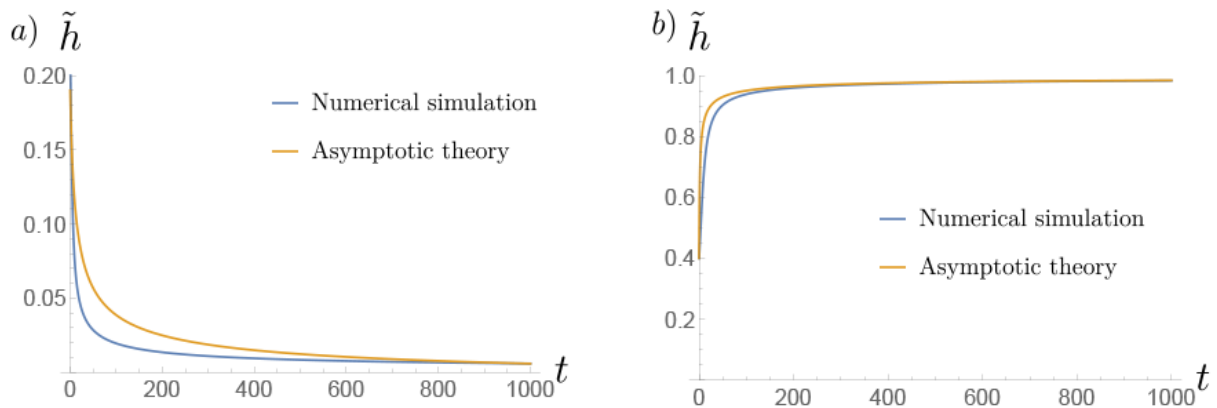 a) h̃
0.20
0.15
0.10
0.05
0 200 400 600 800 1000 t
Numerical simulation
Asymptotic theory
b) h̃
1.0
0.8
0.6
0.4
0.2
0 200 400 600 800 1000 t
Numerical simulation
Asymptotic theory